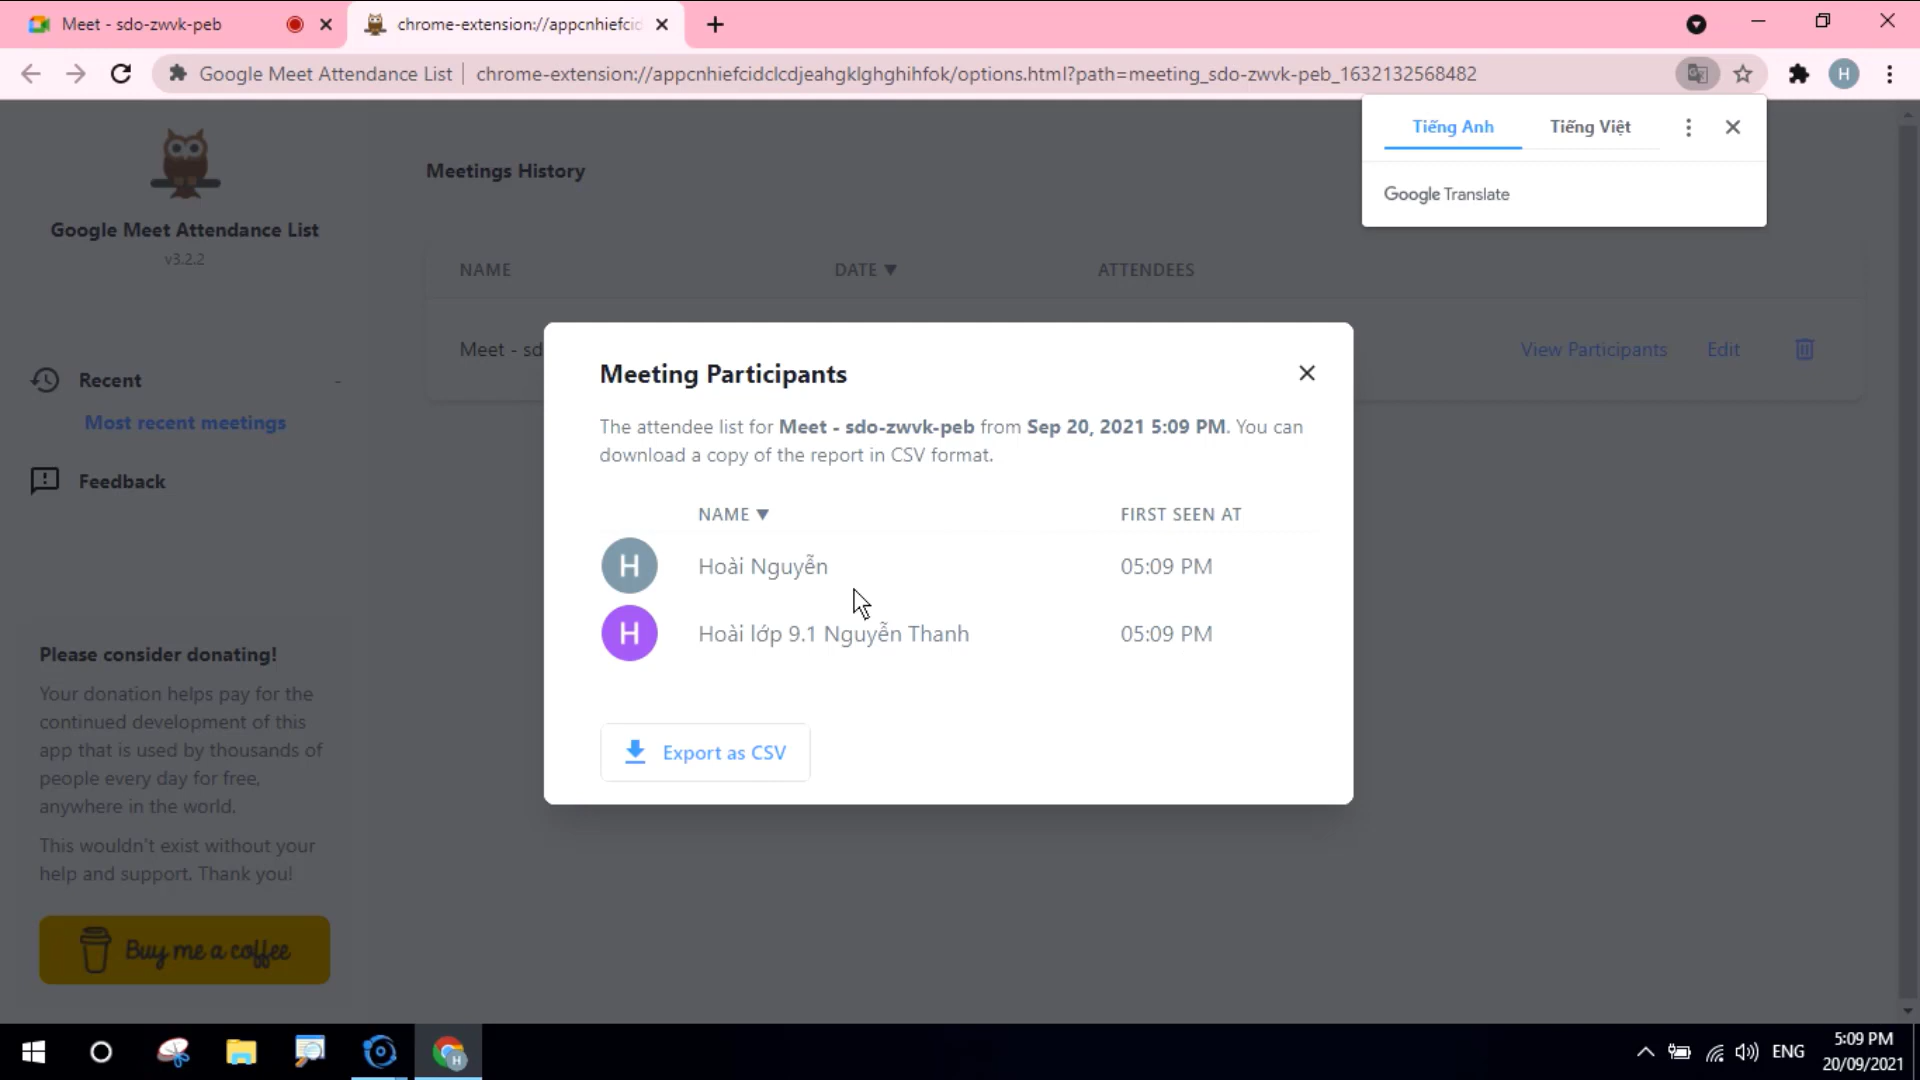 Meet - sdo-zwvk-peb
chrome-extension://appcnhiefcid
Google Meet Attendance List
chrome-extension://appcnhiefcidclcdjeahgklghghihfok/options.html?path=meeting_sdo-zwvk-peb_1632132568482
H
Tiếng Anh
Tiếng Việt
Google Translate
Google Meet Attendance List
v3.2.2
Meetings History
NAME
DATE ▼
ATTENDEES
Meet - sd
View Participants
Edit
Recent
-
Most recent meetings
Feedback
Meeting Participants
The attendee list for Meet - sdo-zwvk-peb from Sep 20, 2021 5:09 PM. You can
download a copy of the report in CSV format.
NAME ▼
FIRST SEEN AT
H
Hoài Nguyễn
05:09 PM
H
Hoài lớp 9.1 Nguyễn Thanh
05:09 PM
Export as CSV
Please consider donating!
Your donation helps pay for the
continued development of this
app that is used by thousands of
people every day for free,
anywhere in the world.
This wouldn't exist without your
help and support. Thank you!
Buy me a coffee
H
ENG
5:09 PM
20/09/2021